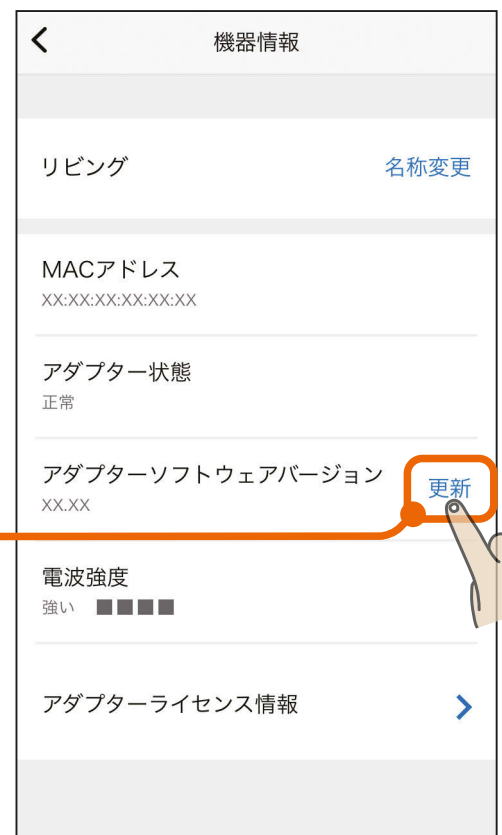 機器情報
リビング 名称変更
MACアドレス
XX:XX:XX:XX:XX:XX
アダプター状態
正常
アダプターソフトウェアバージョン 更新
XX.XX
電波強度
強い ■■■■
アダプターライセンス情報